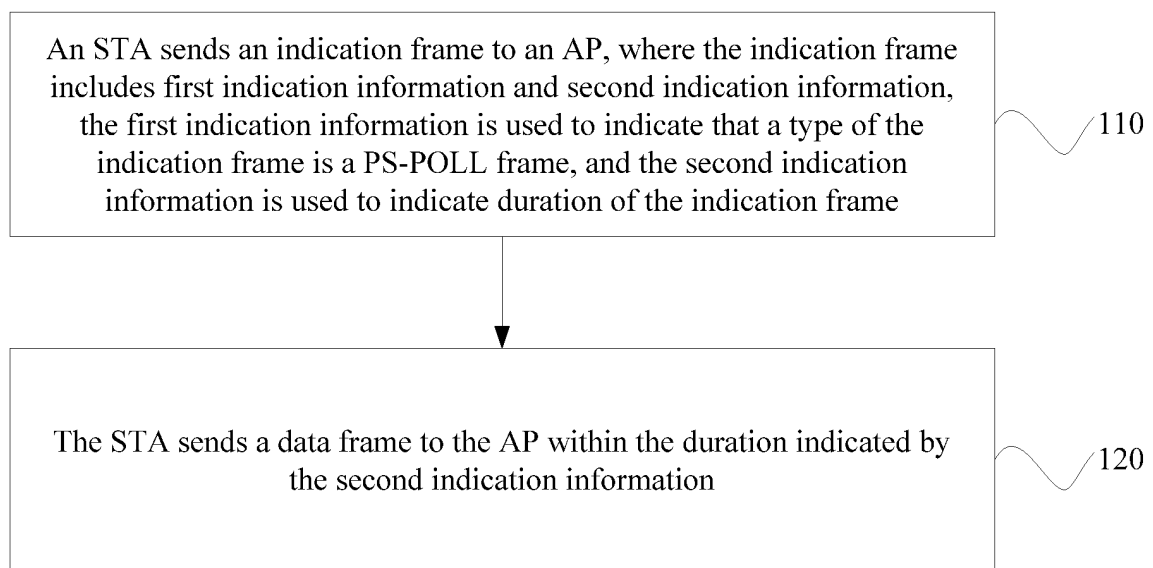 An STA sends an indication frame to an AP, where the indication frame
includes first indication information and second indication information,
the first indication information is used to indicate that a type of the
indication frame is a PS-POLL frame, and the second indication
information is used to indicate duration of the indication frame
110
The STA sends a data frame to the AP within the duration indicated by
the second indication information
120